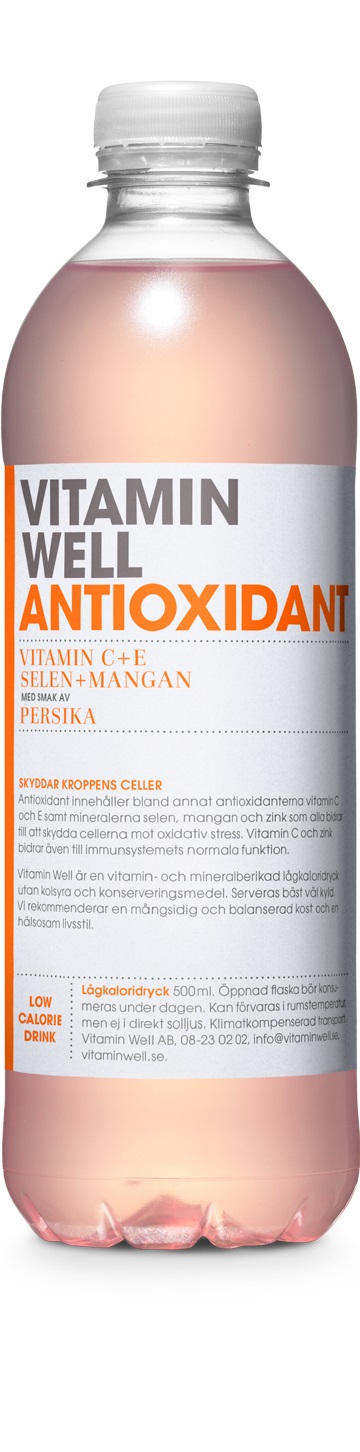 VITAMIN
WELL
ANTIOXIDANT
VITAMIN C+E
SELEN+MANGAN
MED SMAK AV
PERSIKA
SKYDDAR KROPPENS CELLER
Antioxidant innehåller bland annat antioxidanterna vitamin C
och E samt mineralerna selen, mangan och zink som alla bidrar
till att skydda cellerna mot oxidativ stress. Vitamin C och zink
bidrar även till immunsystemets normala funktion.
Vitamin Well är en vitamin- och mineralberikad lågkaloridryck
utan kolsyra och konserveringsmedel. Serveras bäst väl kyld.
Vi rekommenderar en mångsidig och balanserad kost och en
hälsosam livsstil.
LOW
CALORIE
DRINK
Lågkaloridryck 500ml. Öppnad flaska bör konsu-
meras under dagen. Kan förvaras i rumstemperatur,
men ej i direkt solljus. Klimatkompenserad transport.
Vitamin Well AB, 08-23 02 02, info@vitaminwell.se,
vitaminwell.se.